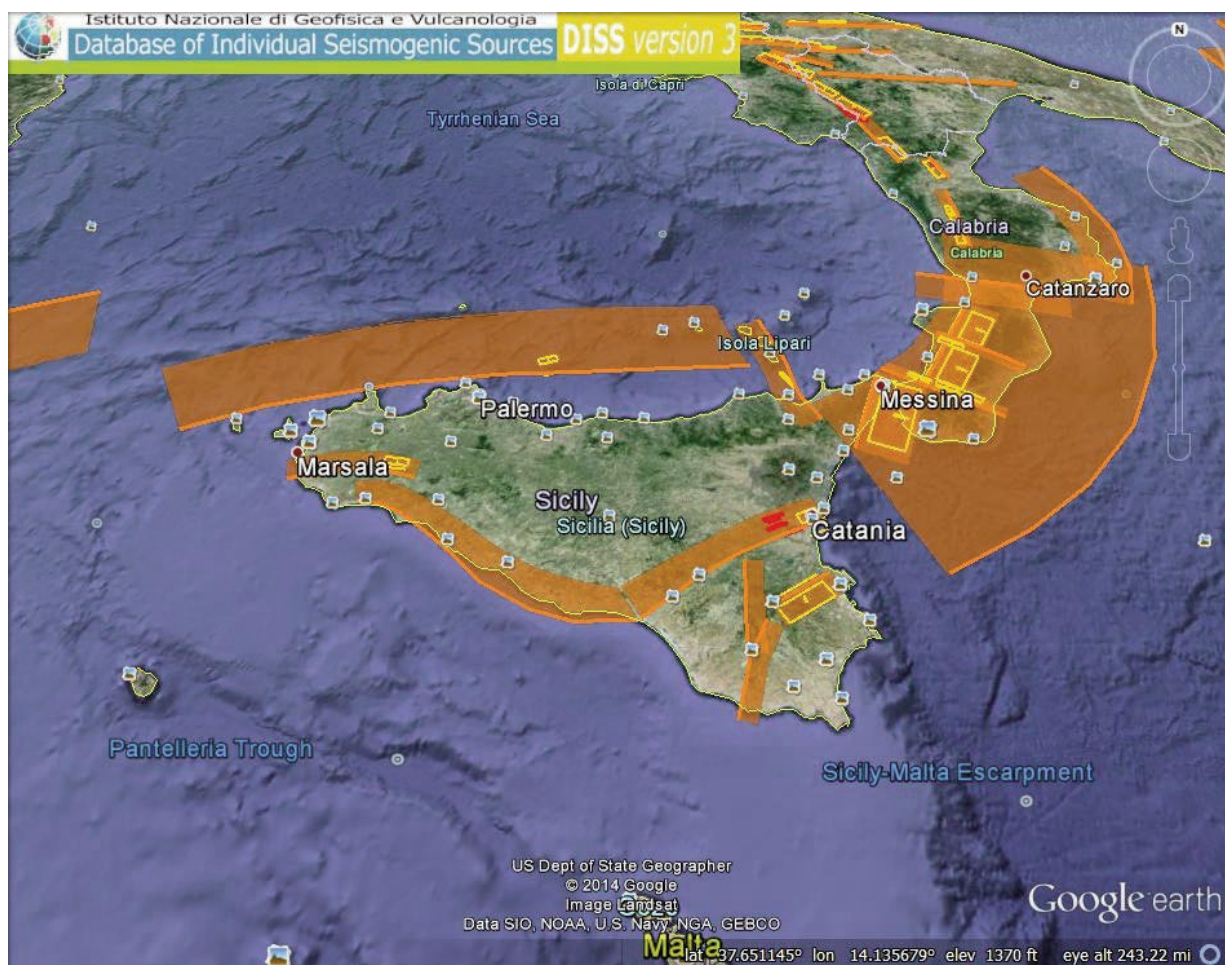 Istituto Nazionale di Geofisica e Vulcanologia
Database of Individual Seismogenic Sources DISS version 3
N
Isola di Capri
Tyrrhenian Sea
Calabria
Calabria
Catanzaro
Isola Lipari
Messina
Palermo
Marsala
Sicily
Sicilia (Sicily)
Catania
Pantelleria Trough
Sicily-Malta Escarpment
US Dept of State Geographer
© 2014 Google
Image Landsat
Data SIO, NOAA, U.S. Navy, NGA, GEBCO
Google earth
Malta
lat 37.651145° lon 14.135679° elev 1370 ft eye alt 243.22 mi